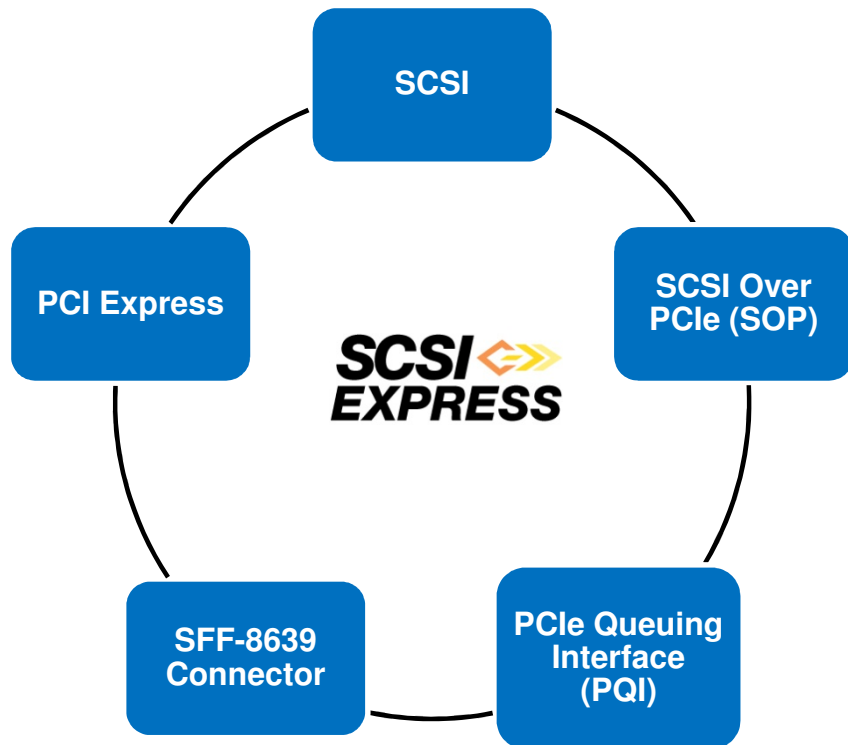 SCSI
PCI Express
SCSI Over
PCIe (SOP)
SCSI
EXPRESS
SFF-8639
Connector
PCIe Queuing
Interface
(PQI)